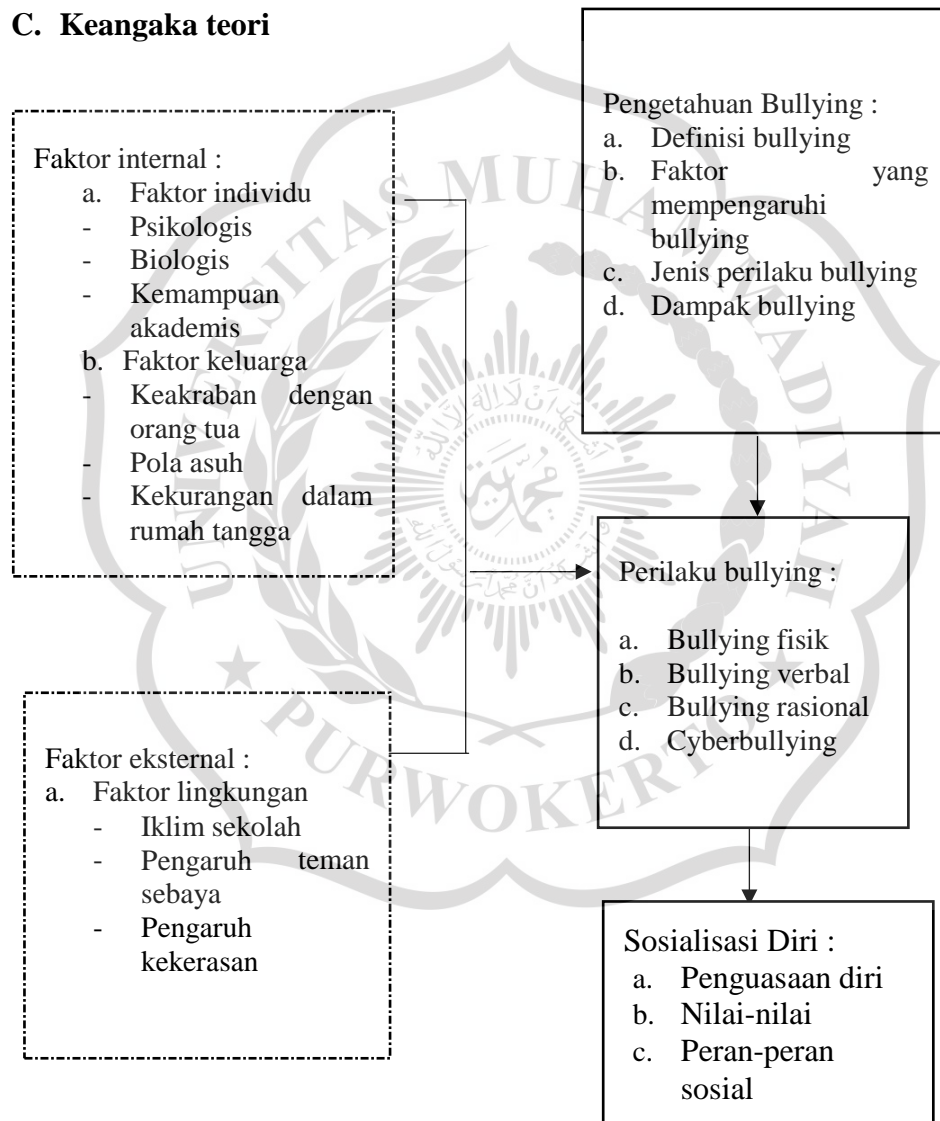 C. Keangaka teori
Pengetahuan Bullying :
a. Definisi bullying
b. Faktor yang
mempengaruhi
bullying
c. Jenis perilaku bullying
d. Dampak bullying
Faktor internal :
a. Faktor individu
- Psikologis
- Biologis
- Kemampuan
akademis
b. Faktor keluarga
- Keakraban dengan
orang tua
- Pola asuh
- Kekurangan dalam
rumah tangga
Perilaku bullying :
a. Bullying fisik
b. Bullying verbal
c. Bullying rasional
d. Cyberbullying
Faktor eksternal :
a. Faktor lingkungan
- Iklim sekolah
- Pengaruh teman
sebaya
- Pengaruh
kekerasan
Sosialisasi Diri :
a. Penguasaan diri
b. Nilai-nilai
c. Peran-peran
sosial
UNIVERSITAS MUHAMMADIYAH
PURWOKERTO